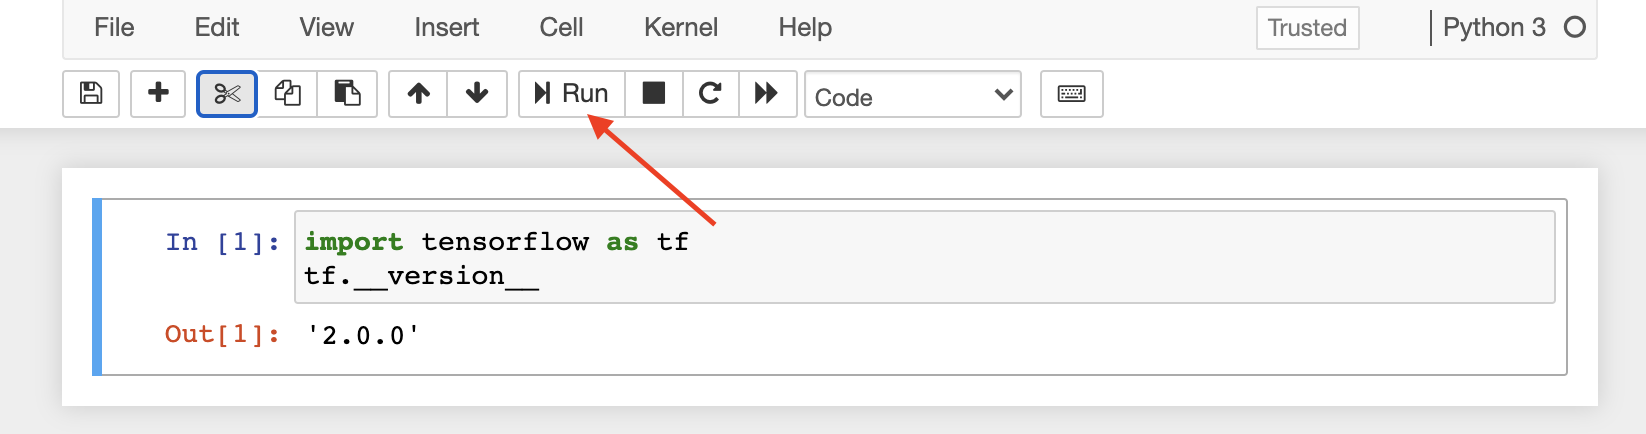 File Edit View Insert Cell Kernel Help Trusted Python 3
Run Code
In [1]: import tensorflow as tf
tf.__version__
Out[1]: '2.0.0'